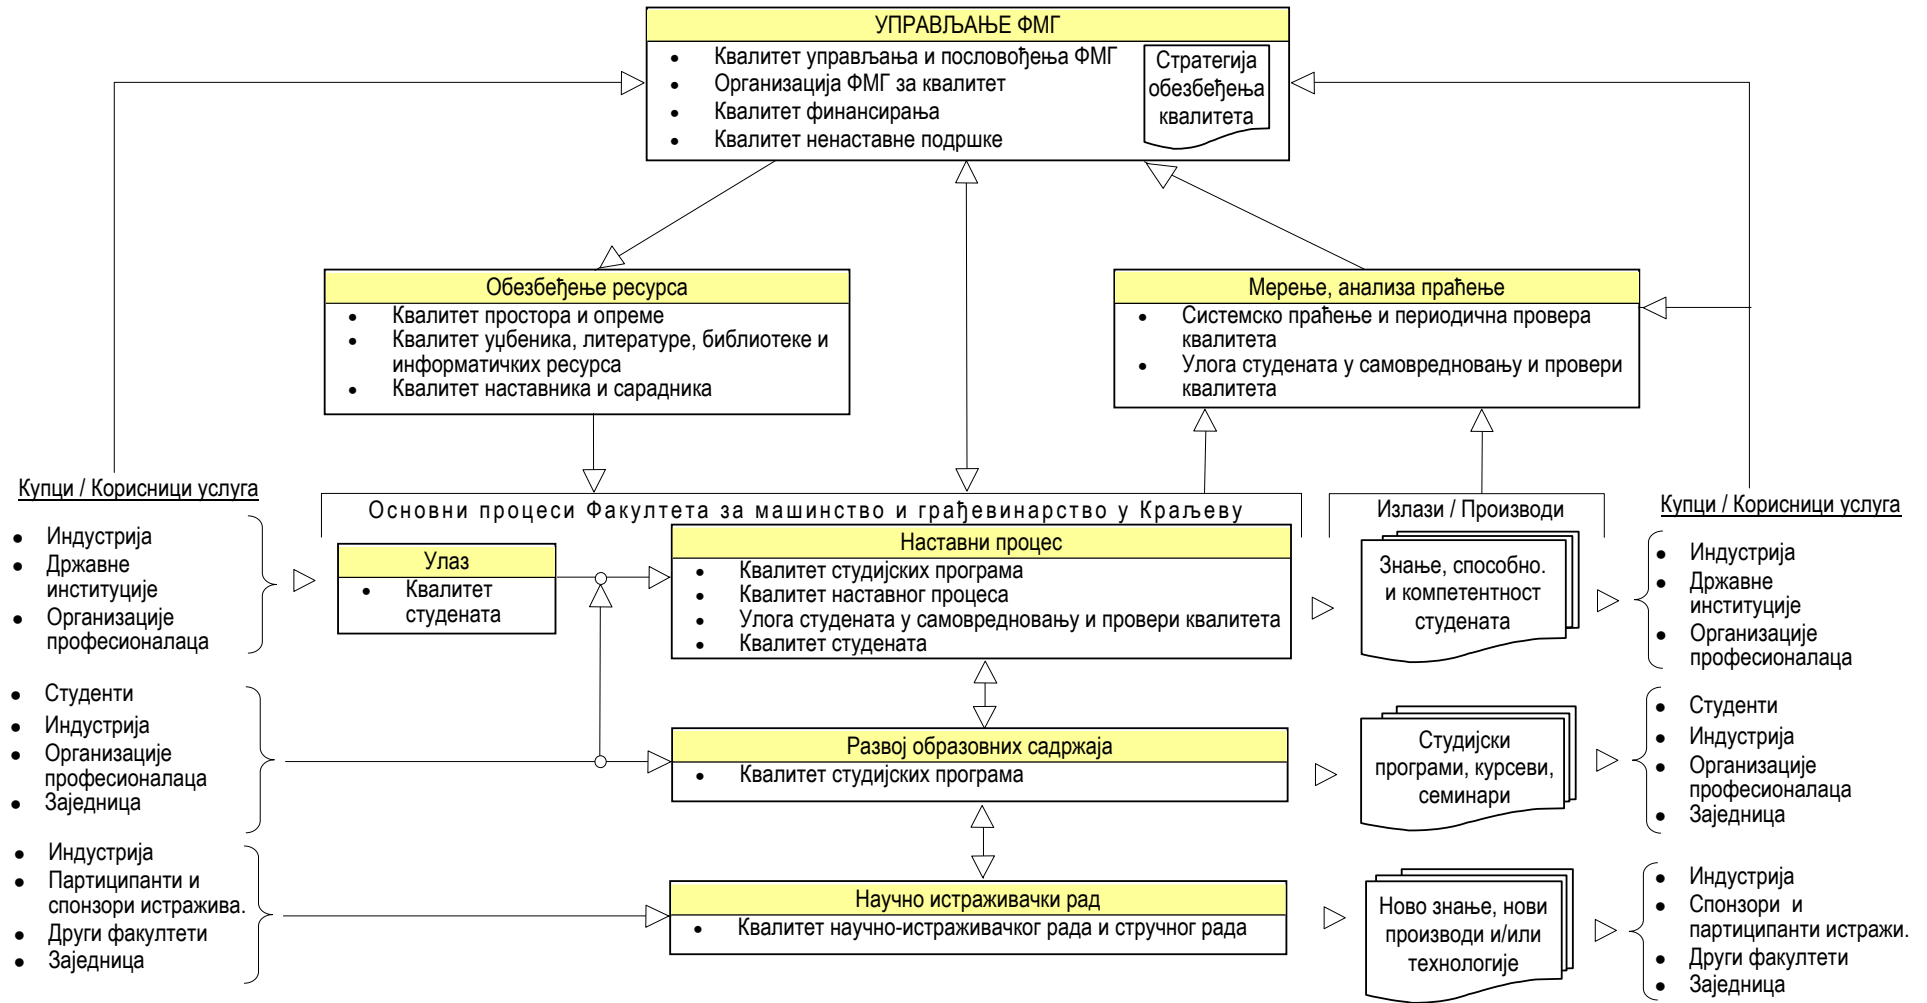 УПРАВЉАЊЕ ФМГ
• Квалитет управљања и пословођења ФМГ
• Организација ФМГ за квалитет
• Квалитет финансирања
• Квалитет ненаставне подршке
Стратегија
обезбеђења
квалитета
Обезбеђење ресурса
• Квалитет простора и опреме
• Квалитет уџбеника, литературе, библиотеке и
информатичких ресурса
• Квалитет наставника и сарадника
Мерење, анализа праћење
• Системско праћење и периодична провера
квалитета
• Улога студената у самовредновању и провери
квалитета
Купци / Корисници услуга
• Индустрија
• Државне
институције
• Организације
професионалаца
• Студенти
• Индустрија
• Организације
професионалаца
• Заједница
• Индустрија
• Партиципанти и
спонзори истражива.
• Други факултети
• Заједница
Основни процеси Факултета за машинство и грађевинарство у Краљеву
Улаз
• Квалитет
студената
Наставни процес
• Квалитет студијских програма
• Квалитет наставног процеса
• Улога студената у самовредновању и провери квалитета
• Квалитет студената
Развој образовних садржаја
• Квалитет студијских програма
Научно истраживачки рад
• Квалитет научно-истраживачког рада и стручног рада
Излази / Производи
Знање, способно.
и компетентност
студената
Студијски
програми, курсеви,
семинари
Ново знање, нови
производи и/или
технологије
Купци / Корисници услуга
• Индустрија
• Државне
институције
• Организације
професионалаца
• Студенти
• Индустрија
• Организације
професионалаца
• Заједница
• Индустрија
• Спонзори и
партиципанти истражи.
• Други факултети
• Заједница